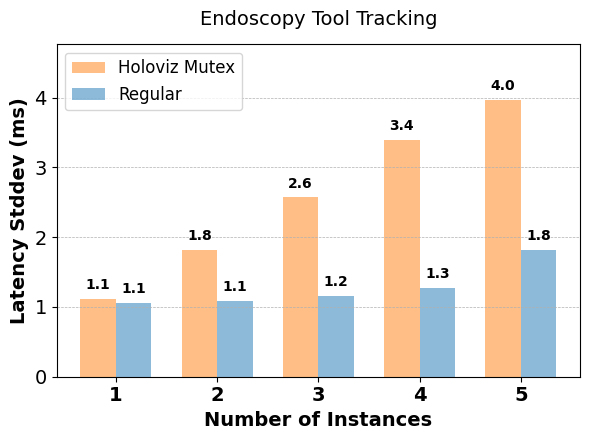 Endoscopy Tool Tracking
Holoviz Mutex
Regular
Latency Stddev (ms)
4
3
2
1
0
1.1
1.1
1.8
1.1
2.6
1.2
3.4
1.3
4.0
1.8
1 2 3 4 5
Number of Instances